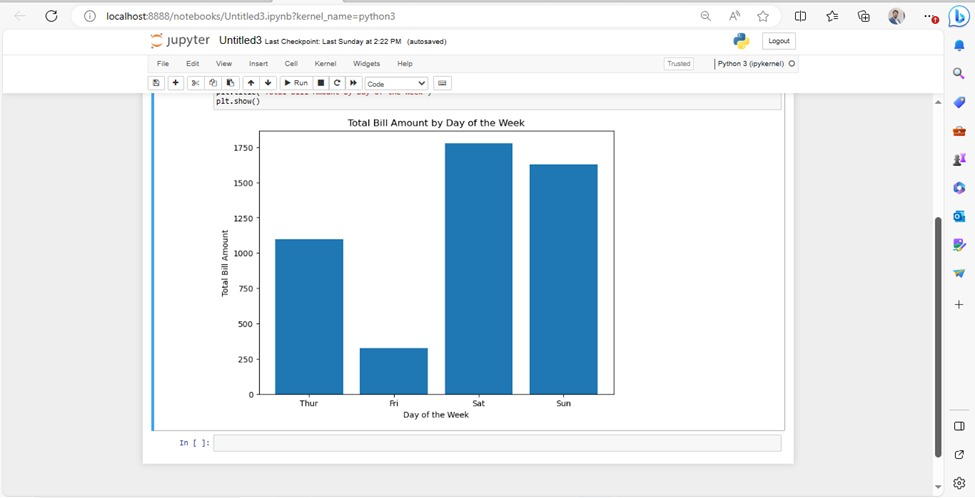 localhost:8888/notebooks/Untitled3.ipynb?kernel_name=python3
jupyter Untitled3 Last Checkpoint: Last Sunday at 2:22 PM (autosaved)
Logout
File Edit View Insert Cell Kernel Widgets Help
Trusted
Python 3 (ipykernel)
Run
Code
plt.show()
Total Bill Amount by Day of the Week
1750
1500
1250
1000
750
500
250
0
Total Bill Amount
Thur Fri Sat Sun
Day of the Week
In [ ]: